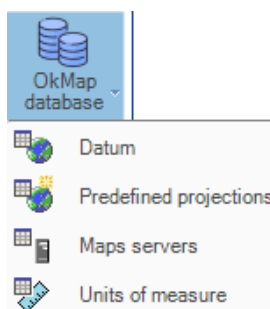 OkMap
database
Datum
Predefined projections
Maps servers
Units of measure